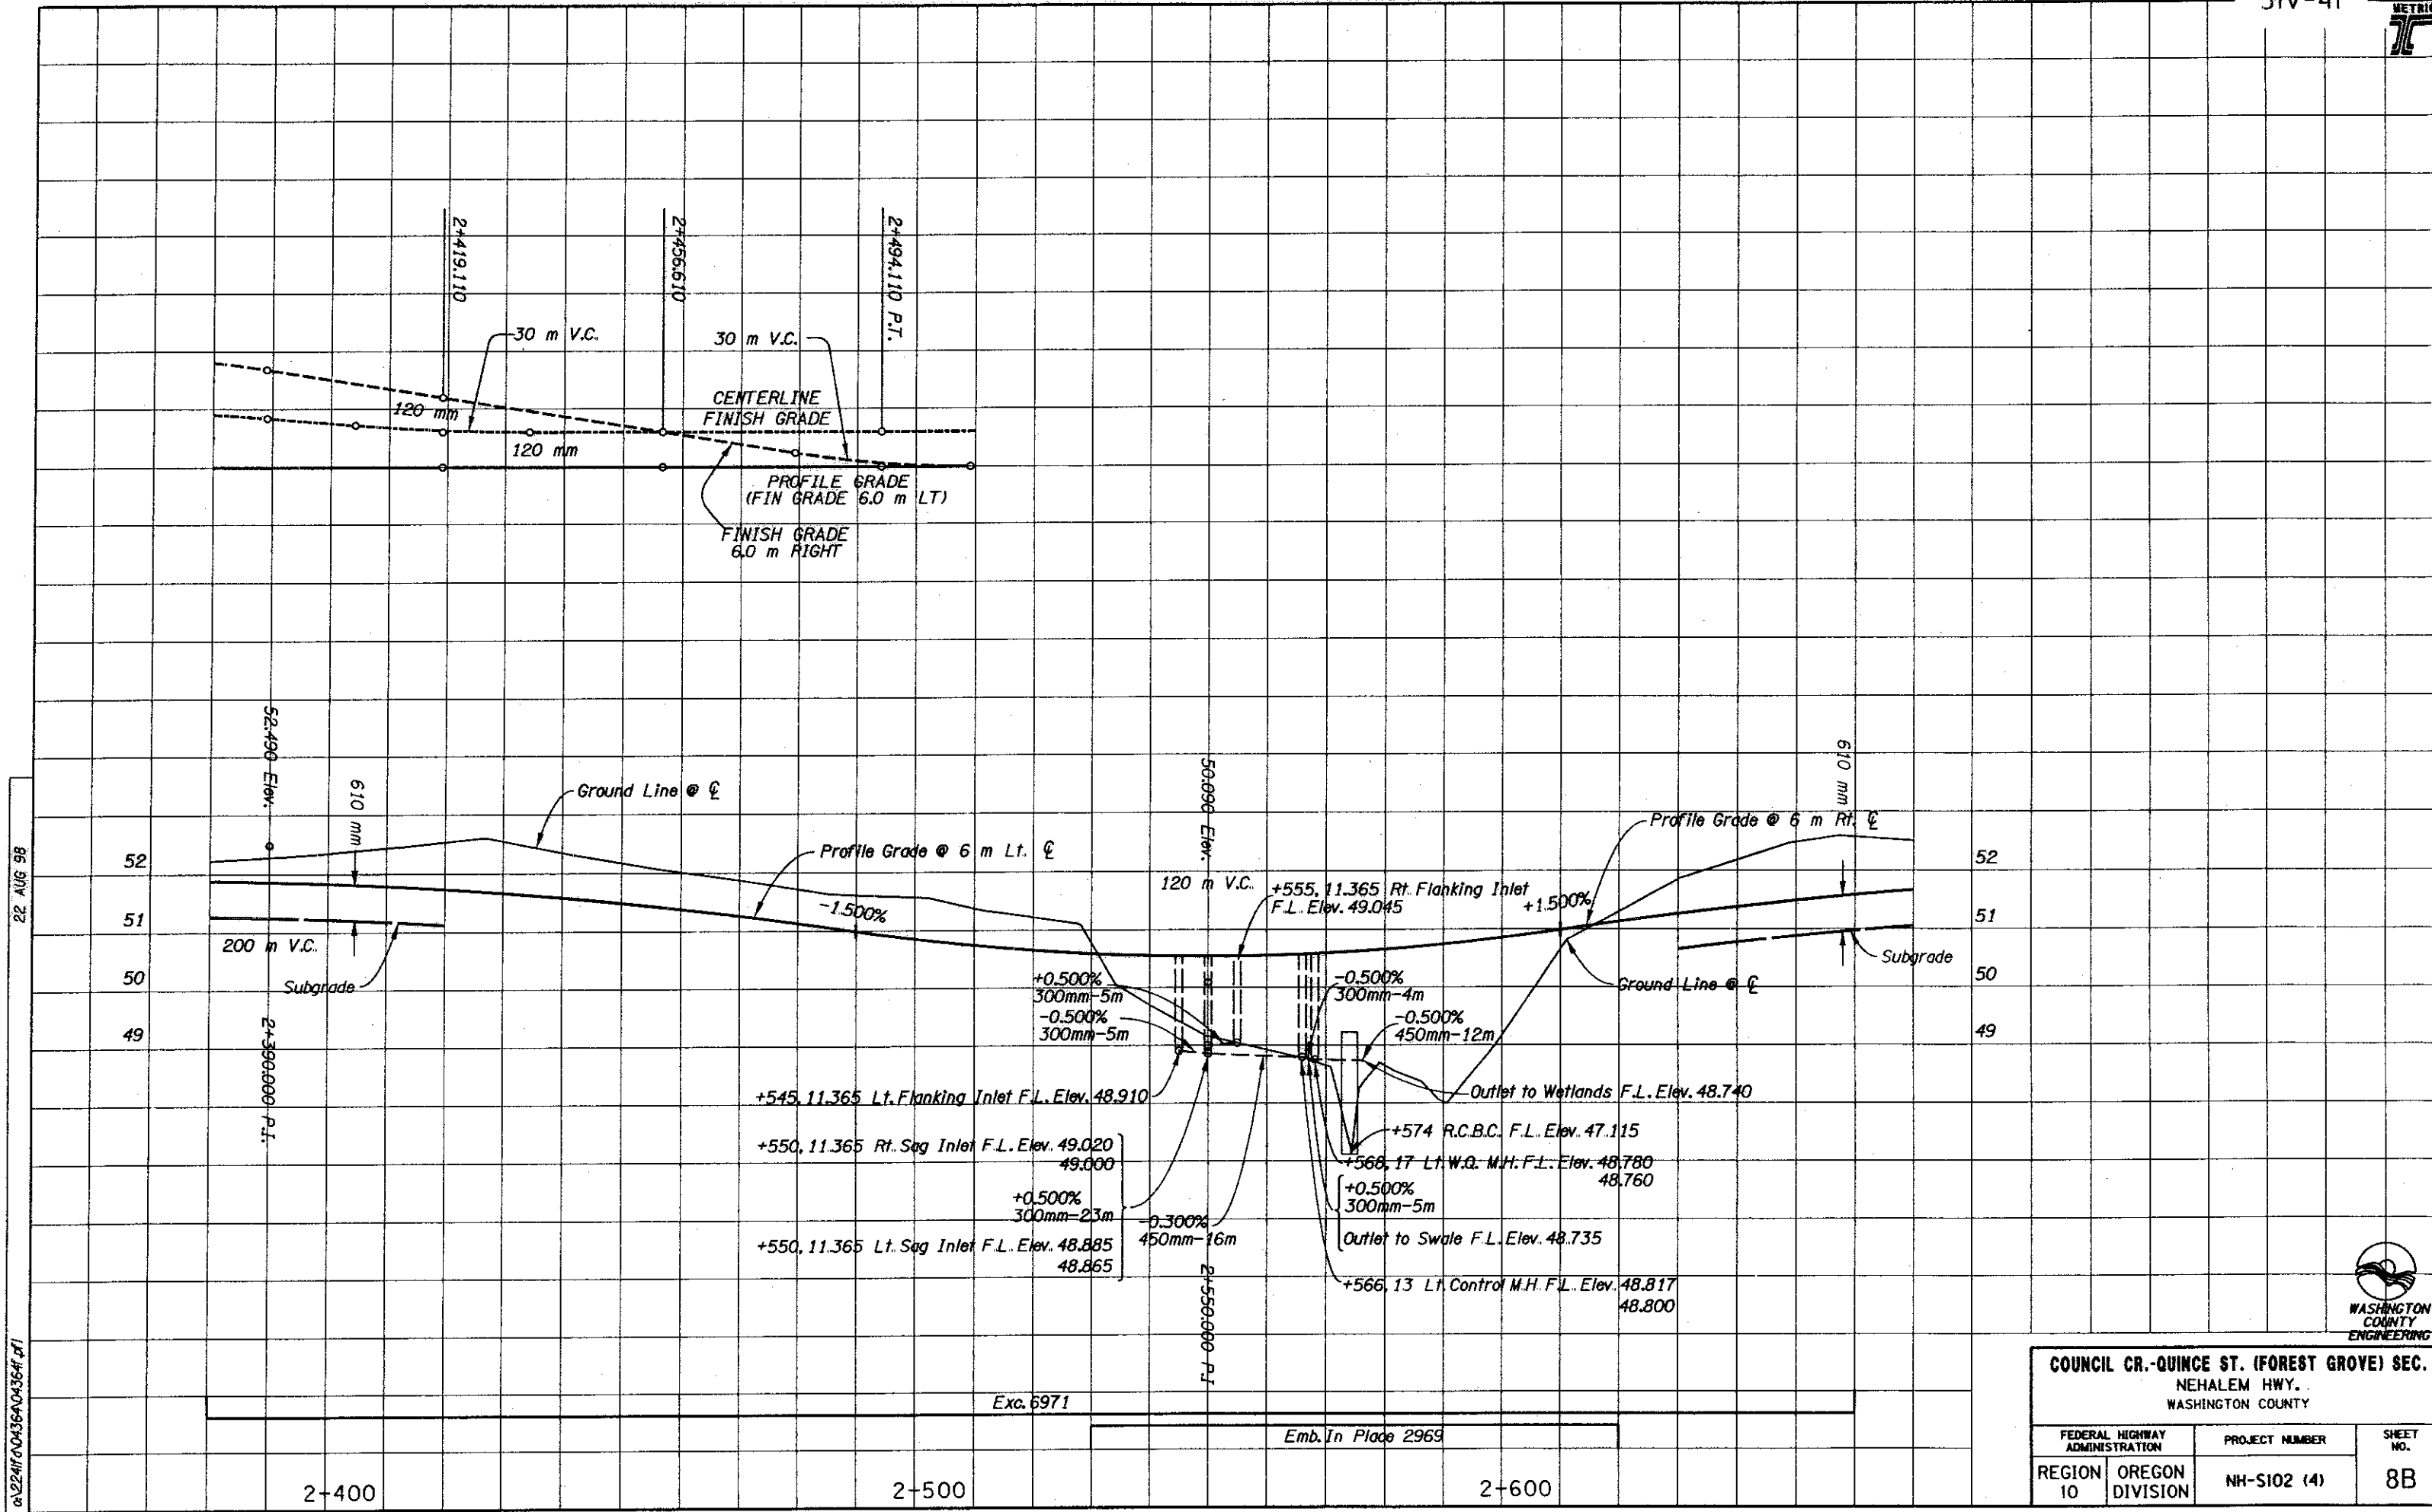 METRIC
2+419.110
2+456.610
2+494.110 P.T.
30 m V.C.
30 m V.C.
CENTERLINE
FINISH GRADE
120 mm
120 mm
PROFILE GRADE
(FIN GRADE 6.0 m LT)
FINISH GRADE
6.0 m RIGHT
52.490 Elev.
610 mm
Ground Line @ ℄
Profile Grade @ 6 m Lt. ℄
50.090 Elev.
120 m V.C.
+555, 11.365 Rt. Flanking Inlet
F.L. Elev. 49.045
Profile Grade @ 6 m Rt. ℄
610 mm
52
51
50
49
52
51
50
49
-1.500%
+1.500%
200 m V.C.
Subgrade
Subgrade
Ground Line @ ℄
2+390.000 P.I.
+0.500%
300mm-5m
-0.500%
300mm-5m
-0.500%
300mm-4m
-0.500%
450mm-12m
+545, 11.365 Lt. Flanking Inlet F.L. Elev. 48.910
Outlet to Wetlands F.L. Elev. 48.740
+574 R.C.B.C. F.L. Elev. 47.115
+550, 11.365 Rt. Sag Inlet F.L. Elev. 49.020
49.000
+568, 17 Lt. W.Q. M.H. F.L. Elev. 48.780
48.760
+0.500%
300mm-23m
+0.500%
300mm-5m
-0.300%
450mm-16m
+550, 11.365 Lt. Sag Inlet F.L. Elev. 48.885
48.865
Outlet to Swale F.L. Elev. 48.735
+566, 13 Lt. Control M.H. F.L. Elev. 48.817
48.800
2+550.000 P.I.
Exc. 6971
Emb. In Place 2969
2+400
2+500
2+600
22 AUG 98
WASHINGTON
COUNTY
ENGINEERING
COUNCIL CR.-QUINCE ST. (FOREST GROVE) SEC.
NEHALEM HWY.
WASHINGTON COUNTY
FEDERAL HIGHWAY
ADMINISTRATION
PROJECT NUMBER
SHEET
NO.
REGION
10
OREGON
DIVISION
NH-S102 (4)
8B